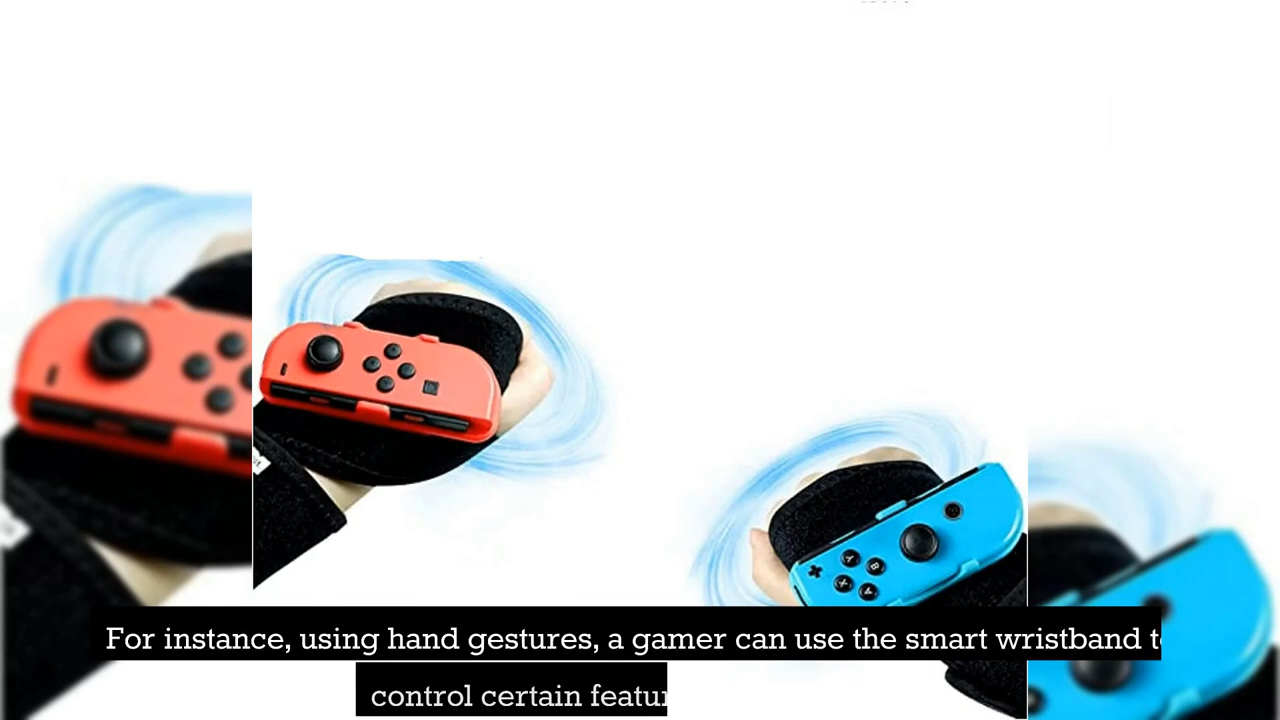 For instance, using hand gestures, a gamer can use the smart wristband
control certain